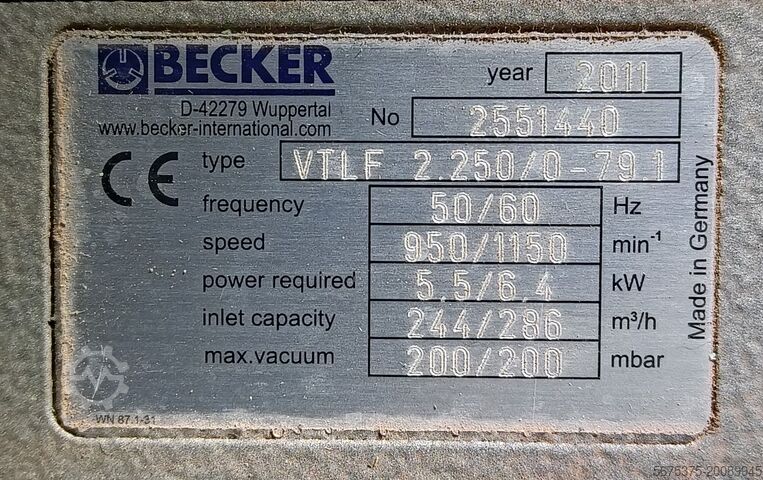 BECKER
D-42279 Wuppertal
www.becker-international.com
year 2011
No 2551440
CE
type VTLF 2.250/0-79.1
frequency 50/60 Hz
speed 950/1150 min-¹
power required 5.5/6.4 kW
inlet capacity 244/286 m³/h
max.vacuum 200/200 mbar
Made in Germany
WN 87.1-31
5675375-20089045